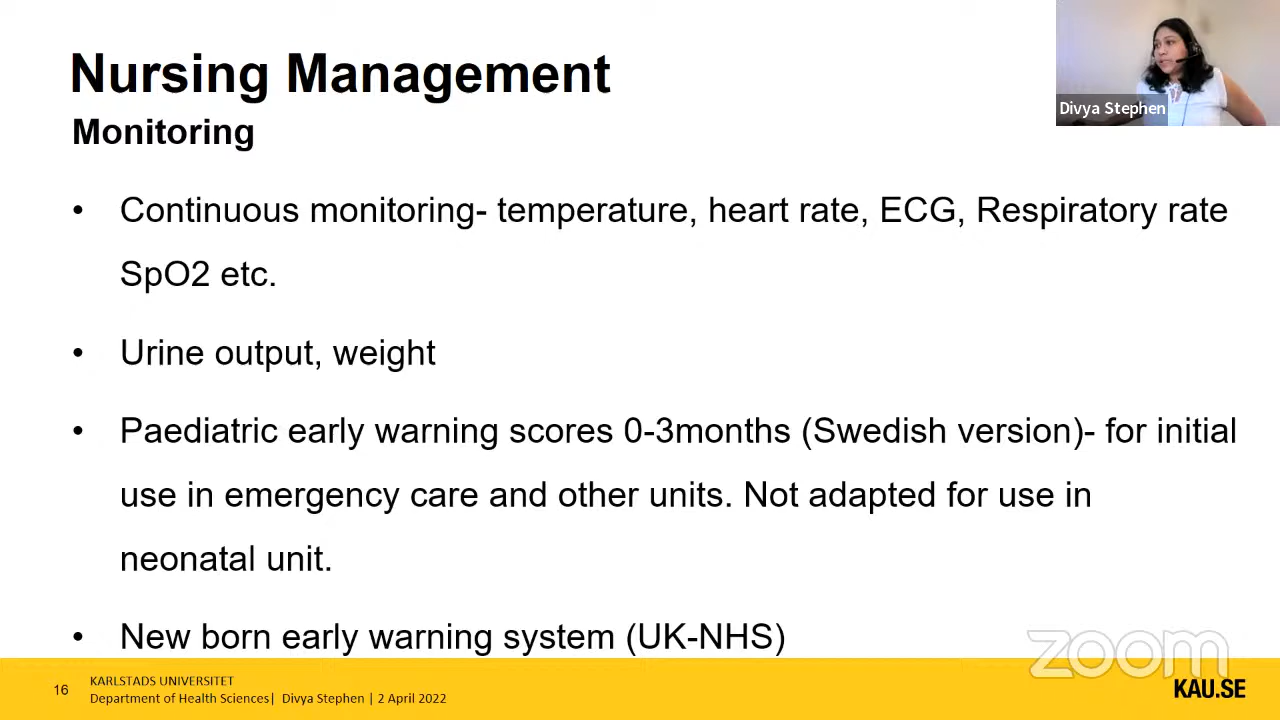 Nursing Management
Monitoring
Divya Stephen
• Continuous monitoring- temperature, heart rate, ECG, Respiratory rate
SpO2 etc.
• Urine output, weight
• Paediatric early warning scores 0-3months (Swedish version)- for initial
use in emergency care and other units. Not adapted for use in
neonatal unit.
• New born early warning system (UK-NHS)
zoom
16
KARLSTADS UNIVERSITET
Department of Health Sciences| Divya Stephen | 2 April 2022
KAU.SE